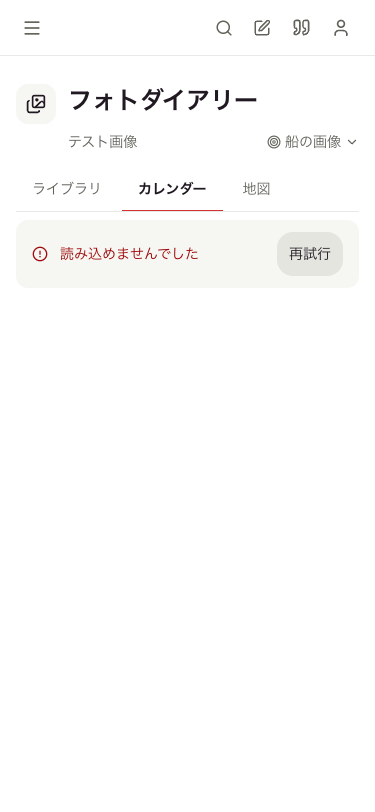 フォトダイアリー
テスト画像
船の画像
ライブラリ
カレンダー
地図
読み込めませんでした
再試行